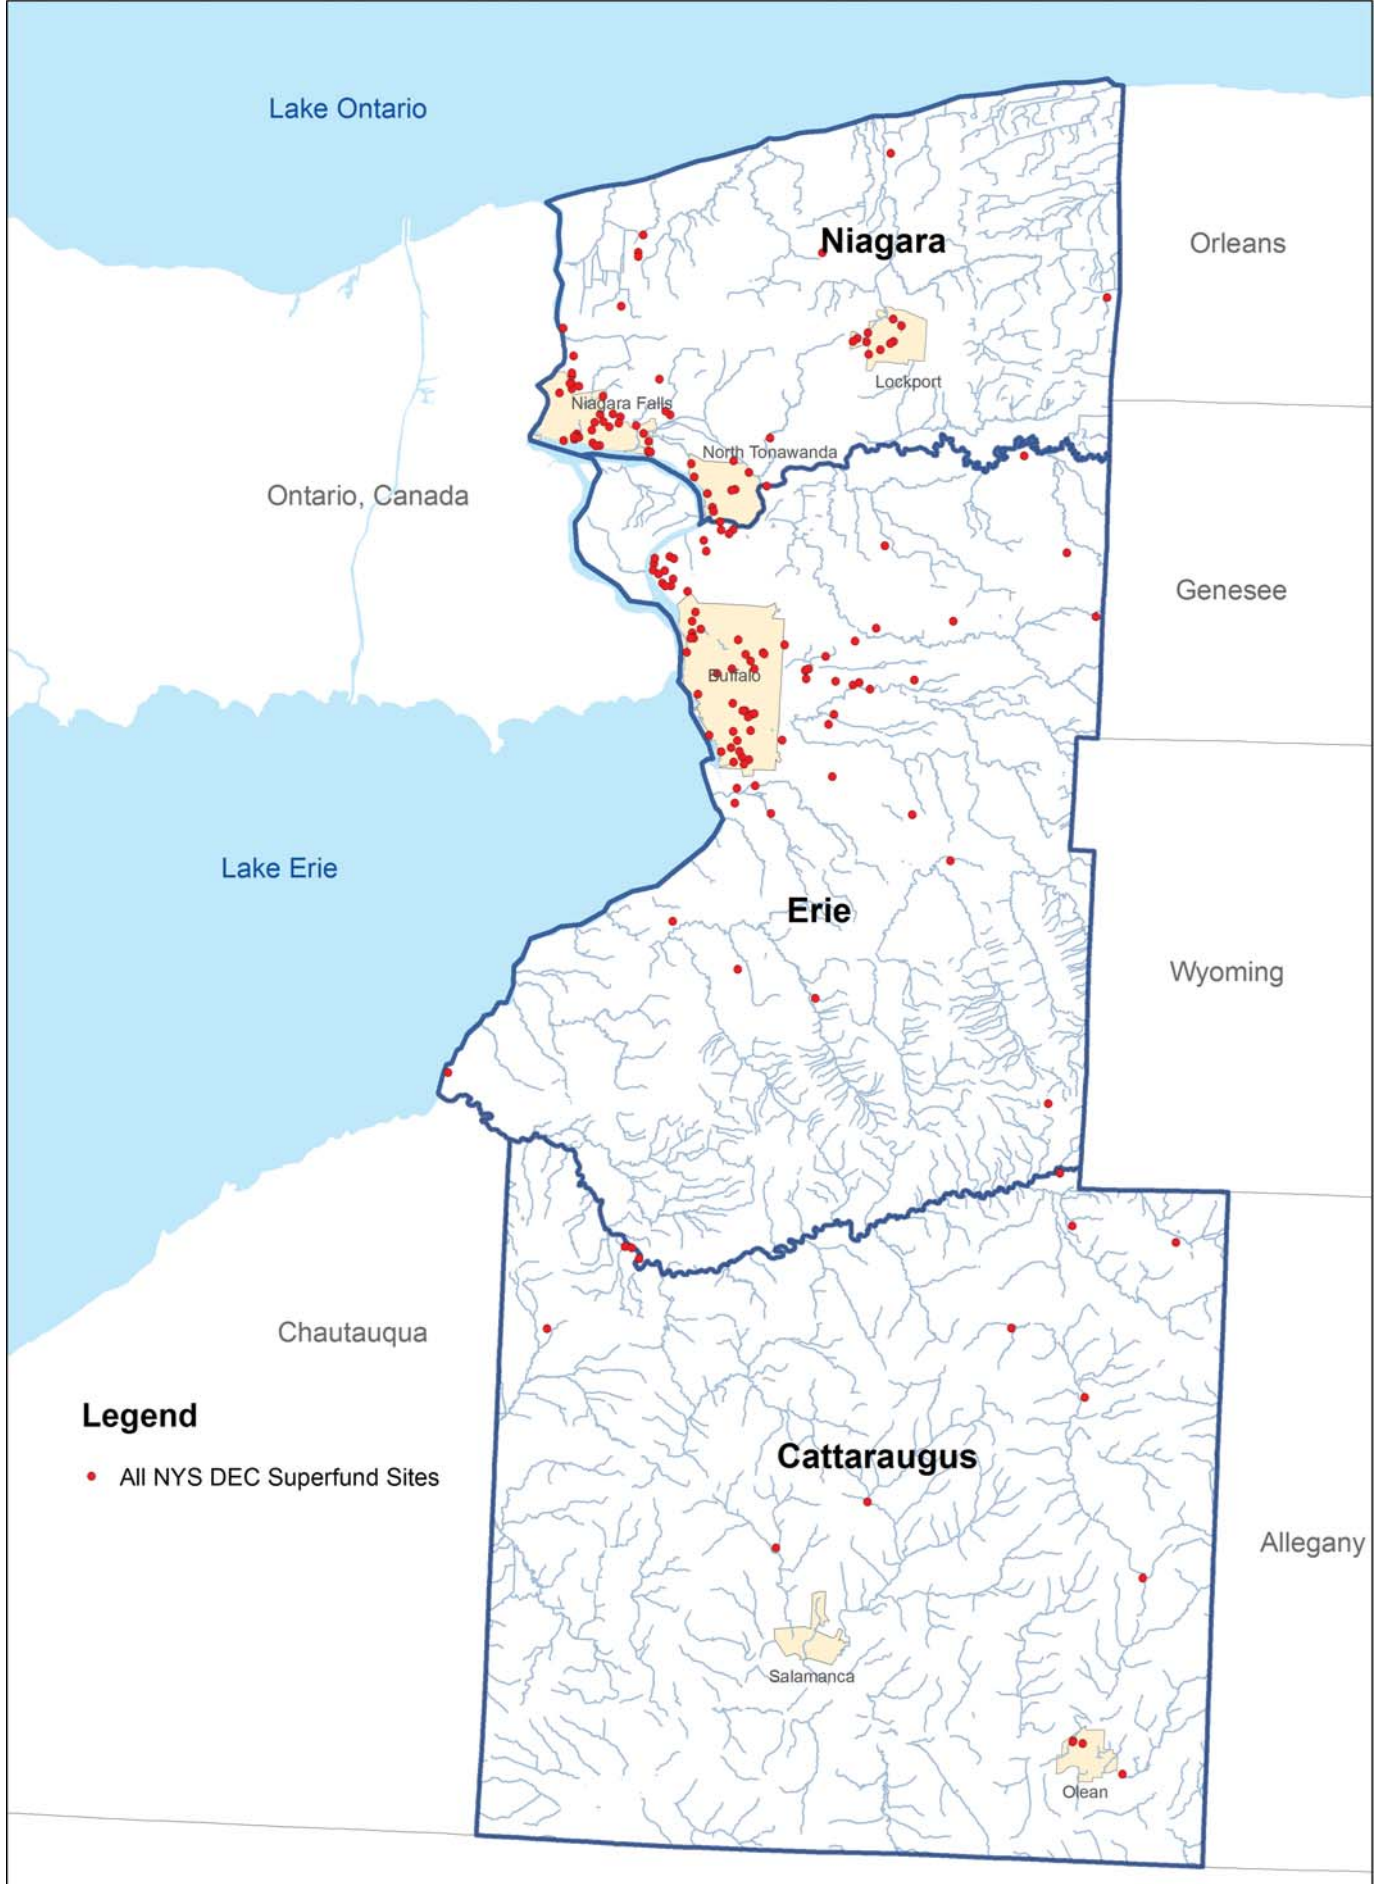 Lake Ontario
Niagara
Orleans
Lockport
Niagara Falls
North Tonawanda
Ontario, Canada
Genesee
Buffalo
Lake Erie
Erie
Wyoming
Chautauqua
Legend
All NYS DEC Superfund Sites
Cattaraugus
Allegany
Salamanca
Olean